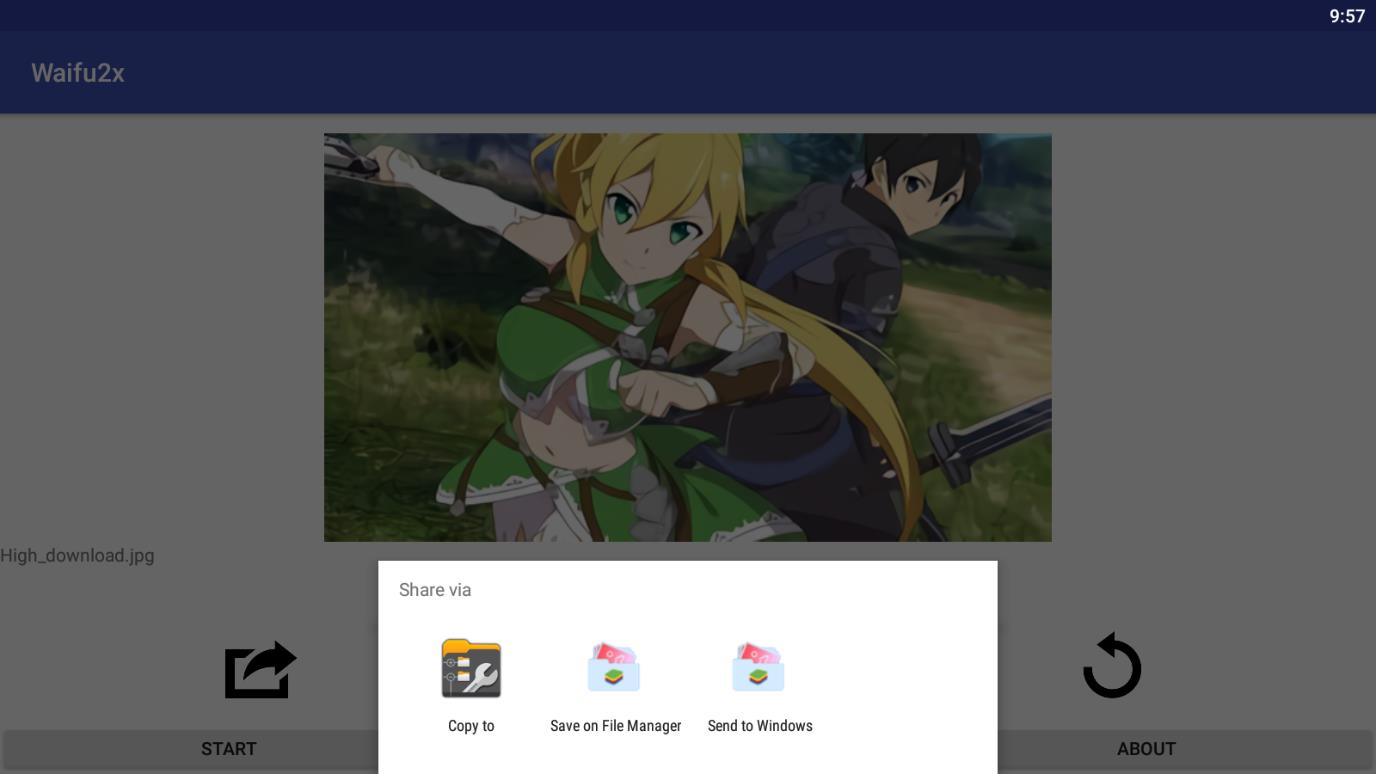 9:57
Waifu2x
High_download.jpg
Share via
Copy to
Save on File Manager
Send to Windows
START
ABOUT